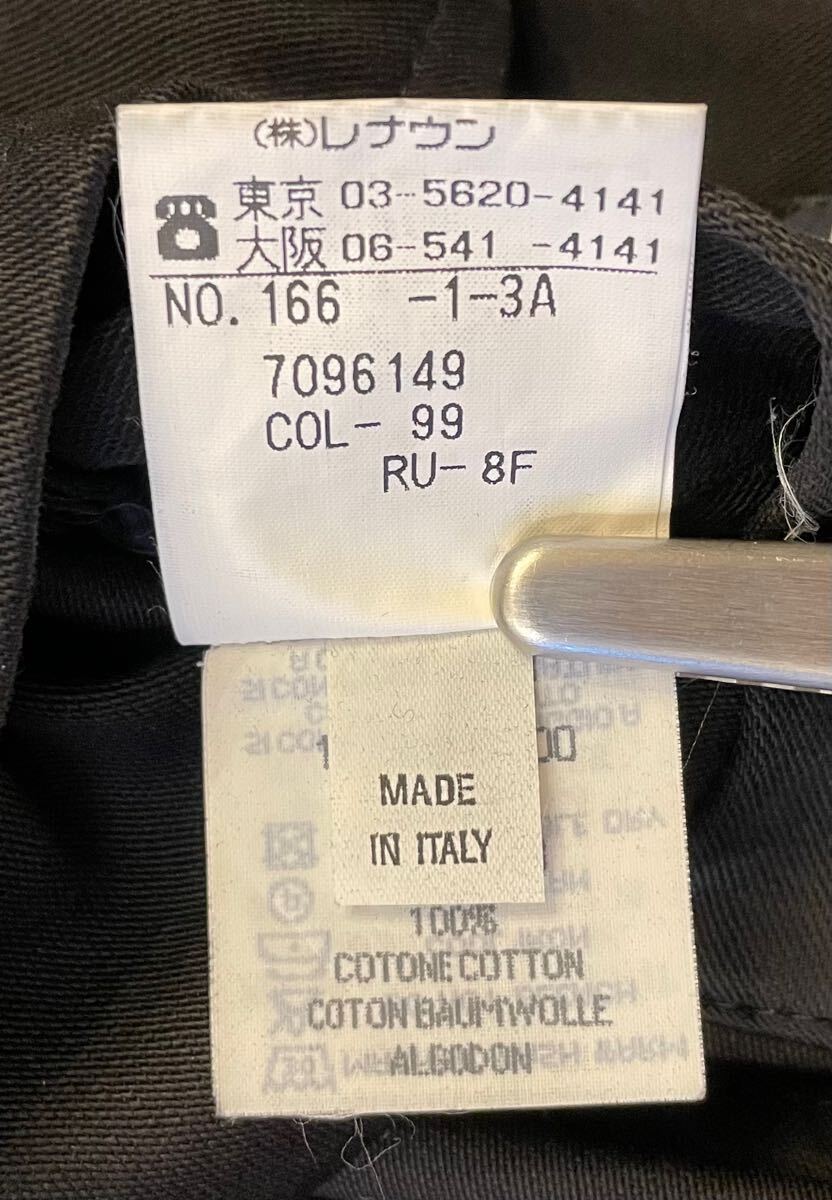 (株)レナウン
東京 03-5620-4141
大阪 06-541 -4141
NO. 166 -1-3A
7096149
COL- 99
RU- 8F
MADE
IN ITALY
100%
COTONE COTTON
COTON BAUMWOLLE
ALGODON